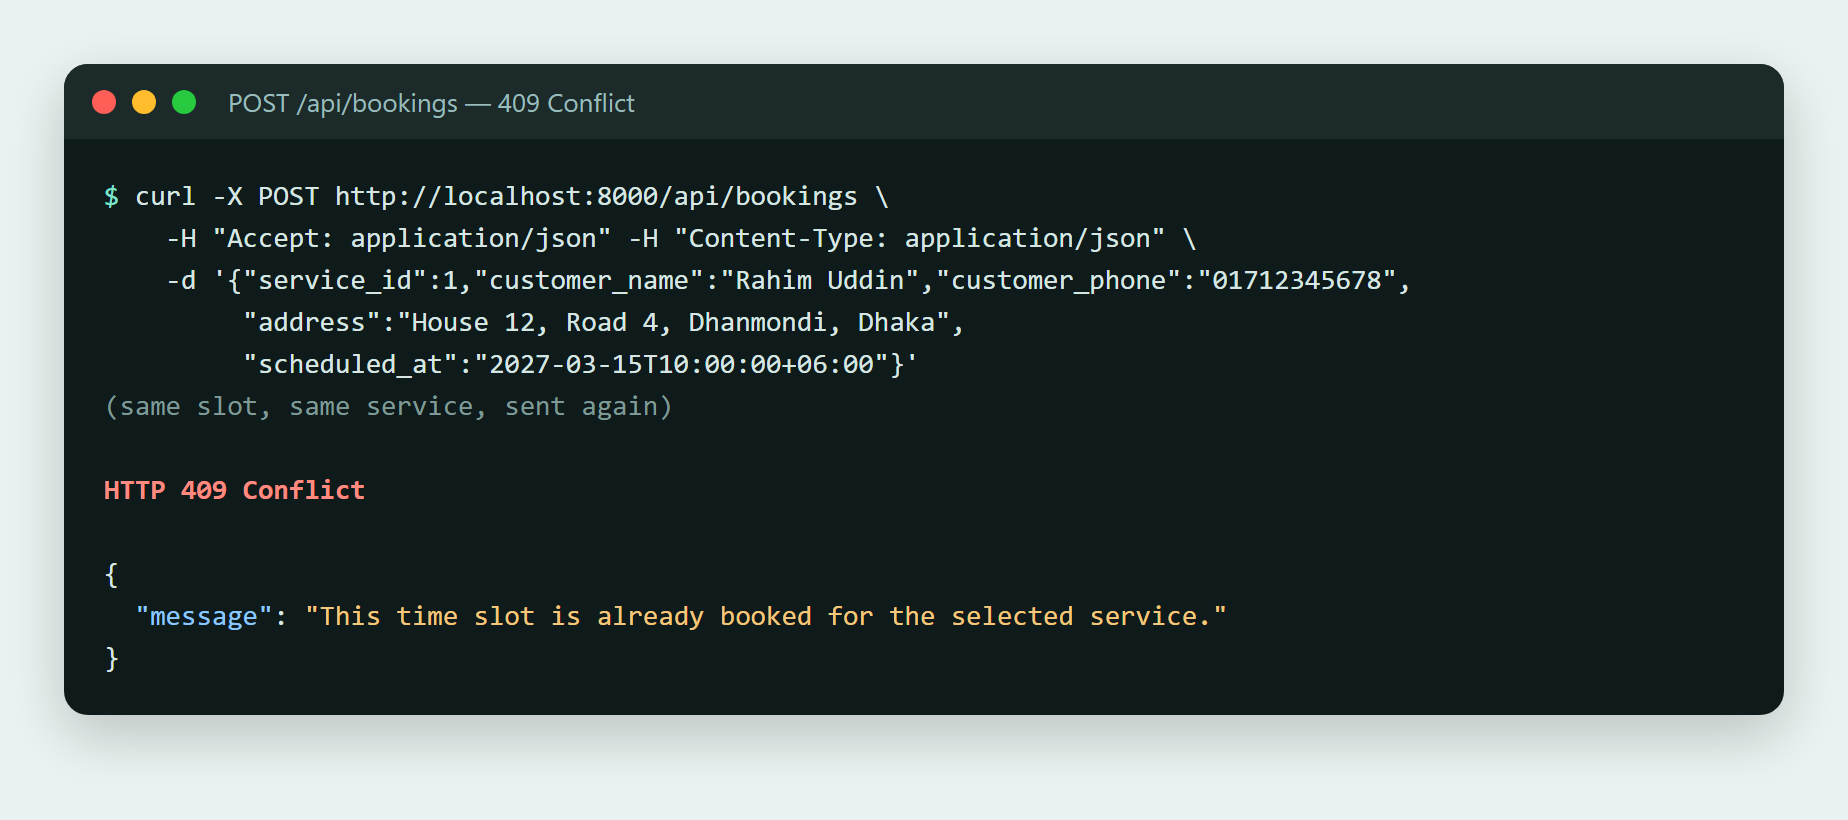 POST /api/bookings — 409 Conflict
$ curl -X POST http://localhost:8000/api/bookings \
    -H "Accept: application/json" -H "Content-Type: application/json" \
    -d '{"service_id":1,"customer_name":"Rahim Uddin","customer_phone":"01712345678",
         "address":"House 12, Road 4, Dhanmondi, Dhaka",
         "scheduled_at":"2027-03-15T10:00:00+06:00"}'
(same slot, same service, sent again)
HTTP 409 Conflict
{
  "message": "This time slot is already booked for the selected service."
}